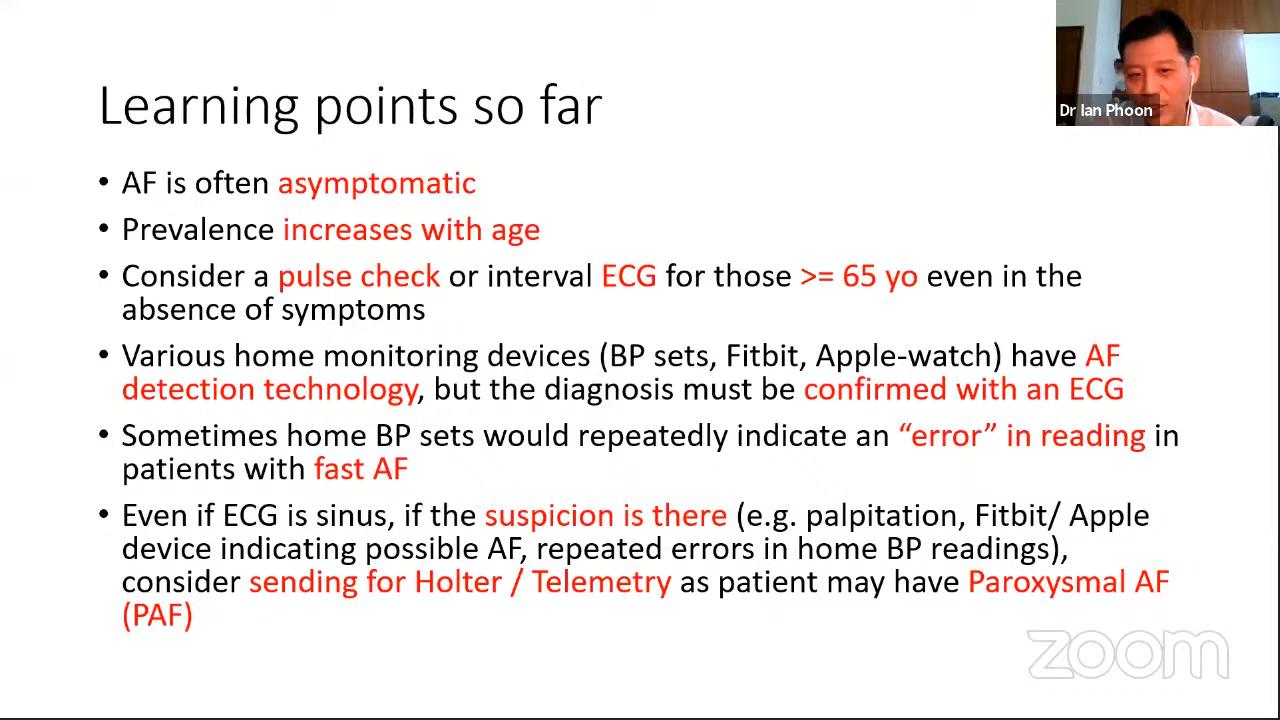 Learning points so far
Dr Ian Phoon
• AF is often asymptomatic
• Prevalence increases with age
• Consider a pulse check or interval ECG for those >= 65 yo even in the
absence of symptoms
• Various home monitoring devices (BP sets, Fitbit, Apple-watch) have AF
detection technology, but the diagnosis must be confirmed with an ECG
• Sometimes home BP sets would repeatedly indicate an “error” in reading in
patients with fast AF
• Even if ECG is sinus, if the suspicion is there (e.g. palpitation, Fitbit/ Apple
device indicating possible AF, repeated errors in home BP readings),
consider sending for Holter / Telemetry as patient may have Paroxysmal AF
(PAF)
zoom